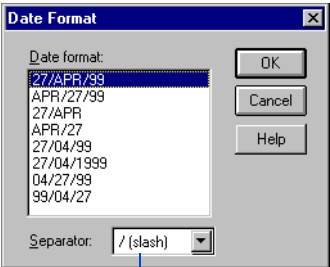 Date Format
Date format:
27/APR/99
APR/27/99
27/APR
APR/27
27/04/99
27/04/1999
04/27/99
99/04/27
OK
Cancel
Help
Separator: / (slash)